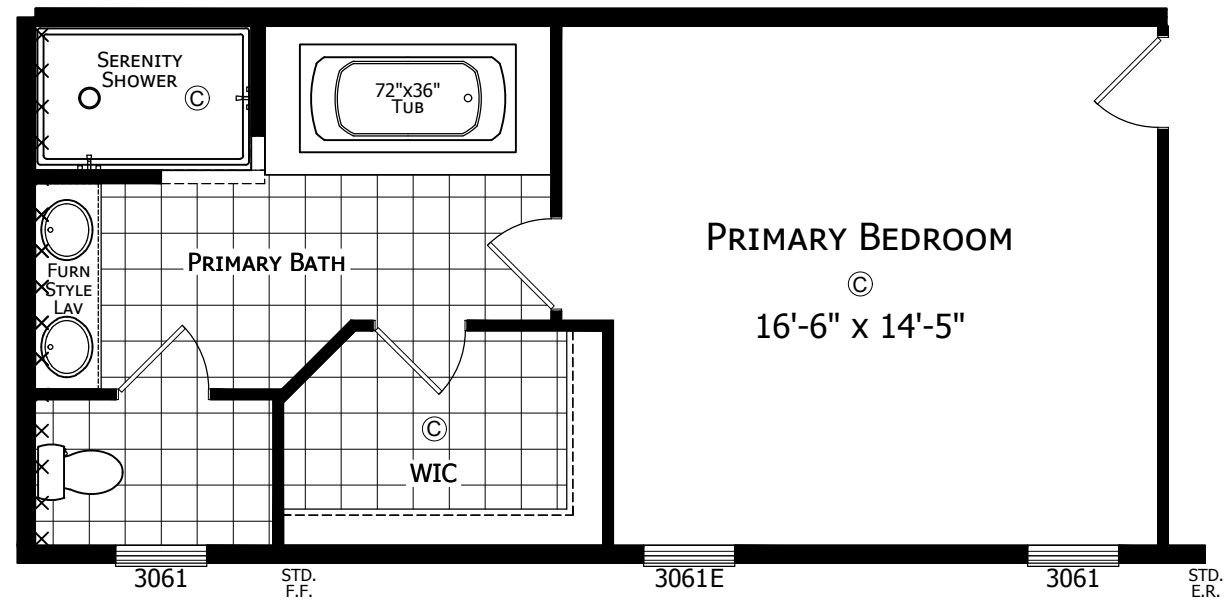 SERENITY
SHOWER
C
72"x36"
TUB
PRIMARY BATH
FURN
STYLE
LAV
PRIMARY BEDROOM
C
16'-6" x 14'-5"
C
WIC
3061
STD.
F.F.
3061E
3061
STD.
E.R.